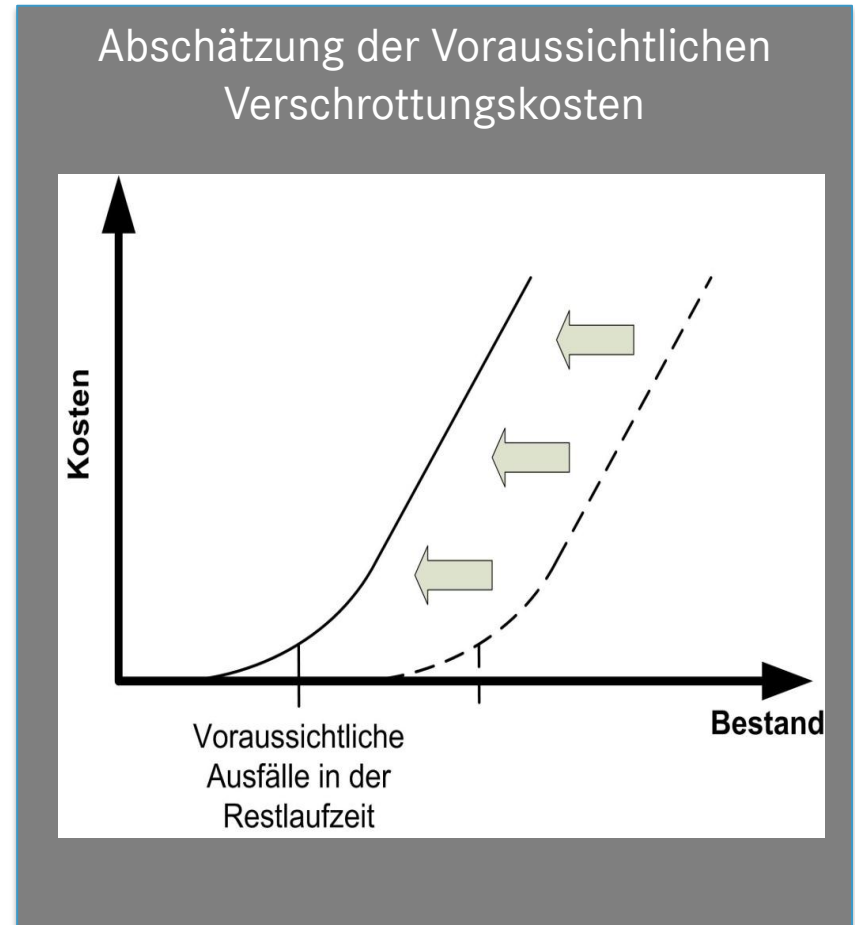 Abschätzung der Voraussichtlichen
Verschrottungskosten
Kosten
Bestand
Voraussichtliche
Ausfälle in der
Restlaufzeit